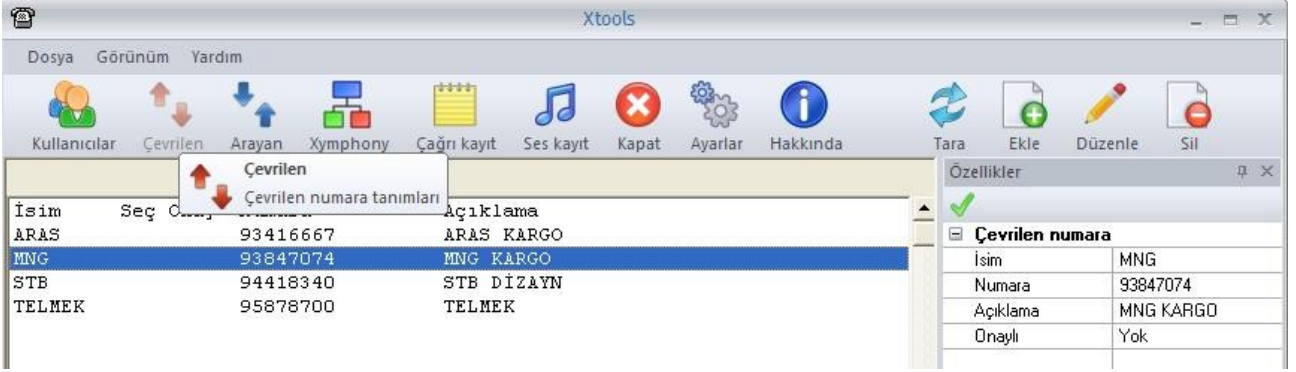 Xtools
Dosya Görünüm Yardım
Kullanıcılar Çevrilen Arayan Xymphony Çağrı kayıt Ses kayıt Kapat Ayarlar Hakkında Tara Ekle Düzenle Sil
Çevrilen
Çevrilen numara tanımları
İsim Seç Açıklama
ARAS 93416667 ARAS KARGO
MNG 93847074 MNG KARGO
STB 94418340 STB DİZAYN
TELMEK 95878700 TELMEK
Özellikler
Çevrilen numara
İsim MNG
Numara 93847074
Açıklama MNG KARGO
Onaylı Yok